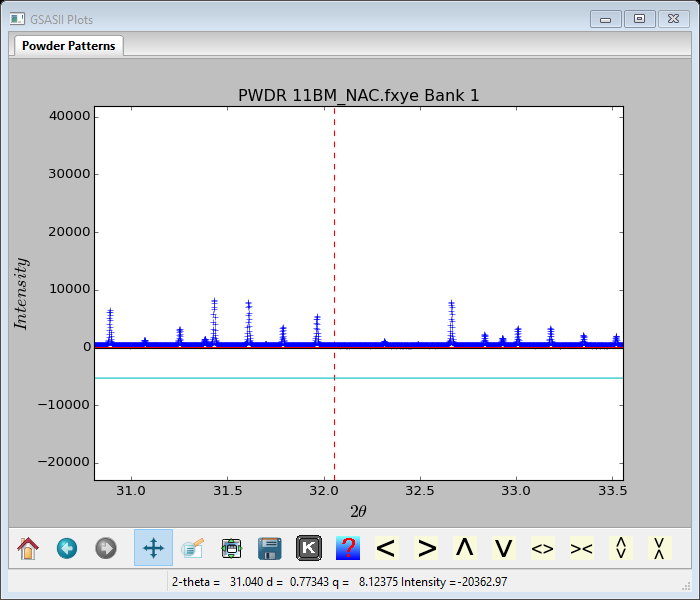 GSASII Plots
Powder Patterns
PWDR 11BM_NAC.fxye Bank 1
40000
30000
20000
10000
0
−10000
−20000
Intensity
31.0 31.5 32.0 32.5 33.0 33.5
2θ
K ? < > Λ V <> ><
2-theta = 31.040 d = 0.77343 q = 8.12375 Intensity =-20362.97